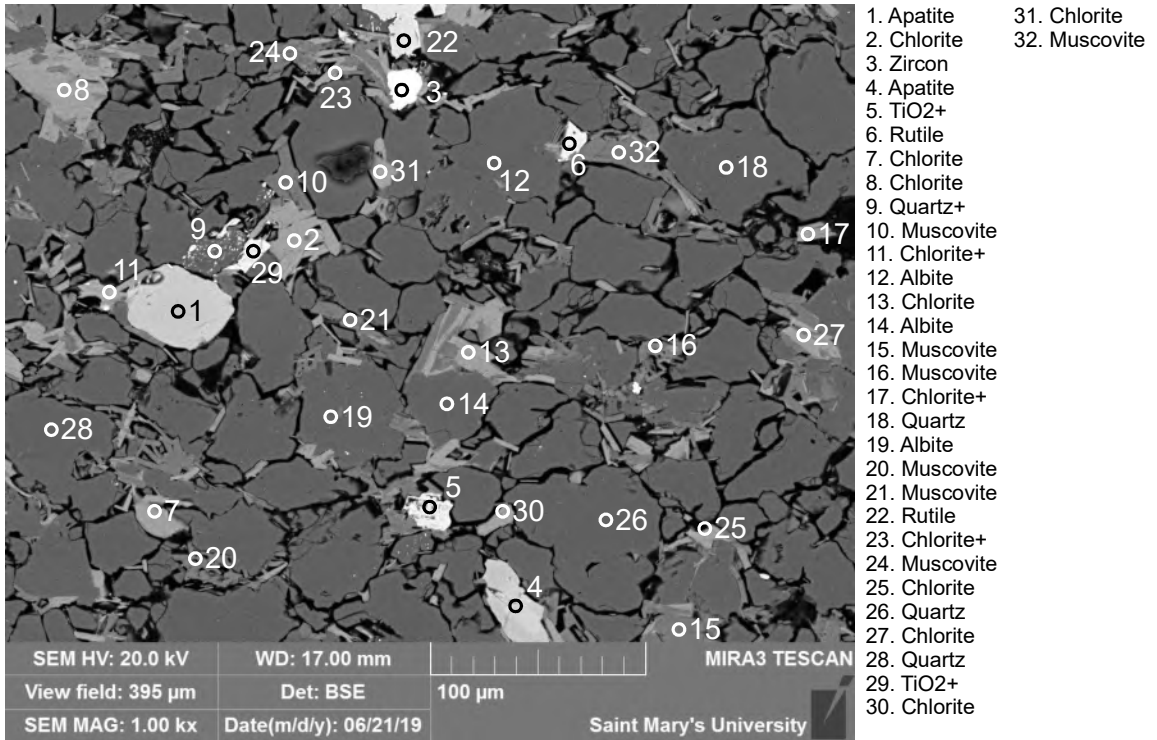 1. Apatite
2. Chlorite
3. Zircon
4. Apatite
5. TiO2+
6. Rutile
7. Chlorite
8. Chlorite
9. Quartz+
10. Muscovite
11. Chlorite+
12. Albite
13. Chlorite
14. Albite
15. Muscovite
16. Muscovite
17. Chlorite+
18. Quartz
19. Albite
20. Muscovite
21. Muscovite
22. Rutile
23. Chlorite+
24. Muscovite
25. Chlorite
26. Quartz
27. Chlorite
28. Quartz
29. TiO2+
30. Chlorite
31. Chlorite
32. Muscovite
22
24
23
3
8
32
6
31
12
18
10
9
2
17
29
11
1
21
13
16
27
19
14
28
5
7
30
26
25
20
4
15
SEM HV: 20.0 kV
WD: 17.00 mm
MIRA3 TESCAN
View field: 395 µm
Det: BSE
100 µm
SEM MAG: 1.00 kx
Date(m/d/y): 06/21/19
Saint Mary's University